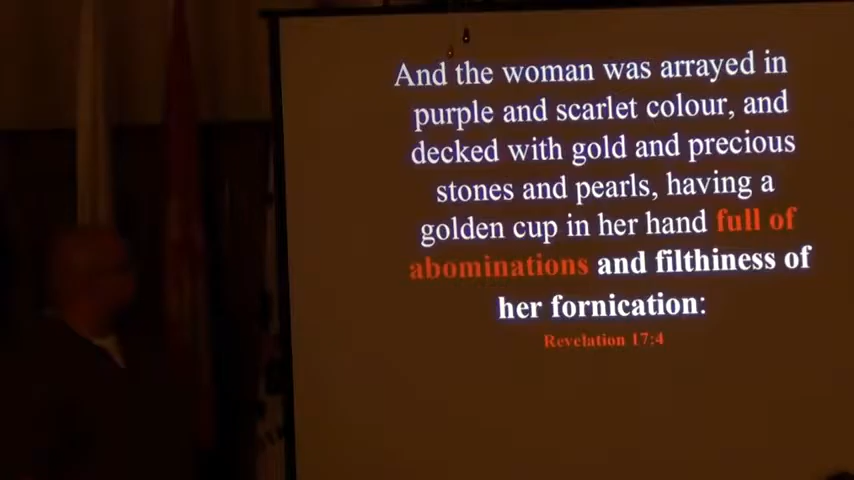 And the woman was arrayed in
purple and scarlet colour, and
decked with gold and precious
stones and pearls, having a
golden cup in her hand full of
abominations and filthiness of
her fornication:
Revelation 17:4